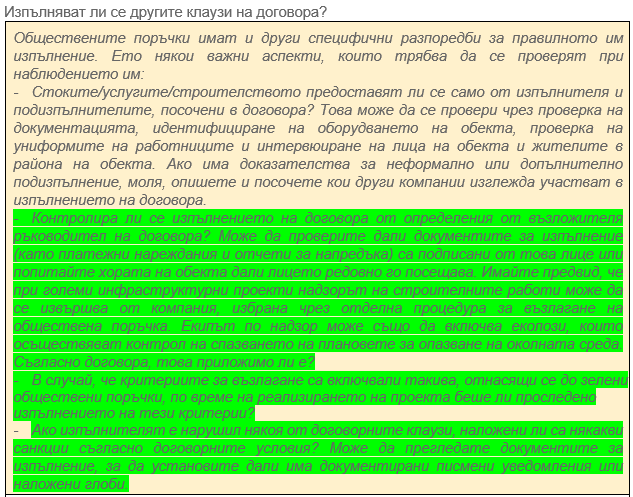 Изпълняват ли се другите клаузи на договора?
Обществените поръчки имат и други специфични разпоредби за правилното им
изпълнение. Ето някои важни аспекти, които трябва да се проверят при
наблюдението им:
- Стоките/услугите/строителството предоставят ли се само от изпълнителя и
подизпълнителите, посочени в договора? Това може да се провери чрез проверка на
документацията, идентифициране на оборудването на обекта, проверка на
униформите на работниците и интервюиране на лица на обекта и жителите в
района на обекта. Ако има доказателства за неформално или допълнително
подизпълнение, моля, опишете и посочете кои други компании изглежда участват в
изпълнението на договора.
- Контролира ли се изпълнението на договора от определения от възложителя
ръководител на договора? Може да проверите дали документите за изпълнение
(като платежни нареждания и отчети за напредъка) са подписани от това лице или
попитайте хората на обекта дали лицето редовно го посещава. Имайте предвид, че
при големи инфраструктурни проекти надзорът на строителните работи може да
се извършва от компания, избрана чрез отделна процедура за възлагане на
обществена поръчка. Екипът по надзор може също да включва еколози, които
осъществяват контрол на спазването на плановете за опазване на околната среда.
Съгласно договора, това приложимо ли е?
- В случай, че критериите за възлагане са включвали такива, отнасящи се до зелени
обществени поръчки, по време на реализирането на проекта беше ли проследено
изпълнението на тези критерии?
- Ако изпълнителят е нарушил някоя от договорните клаузи, наложени ли са някакви
санкции съгласно договорните условия? Може да прегледате документите за
изпълнение, за да установите дали има документирани писмени уведомления или
наложени глоби.